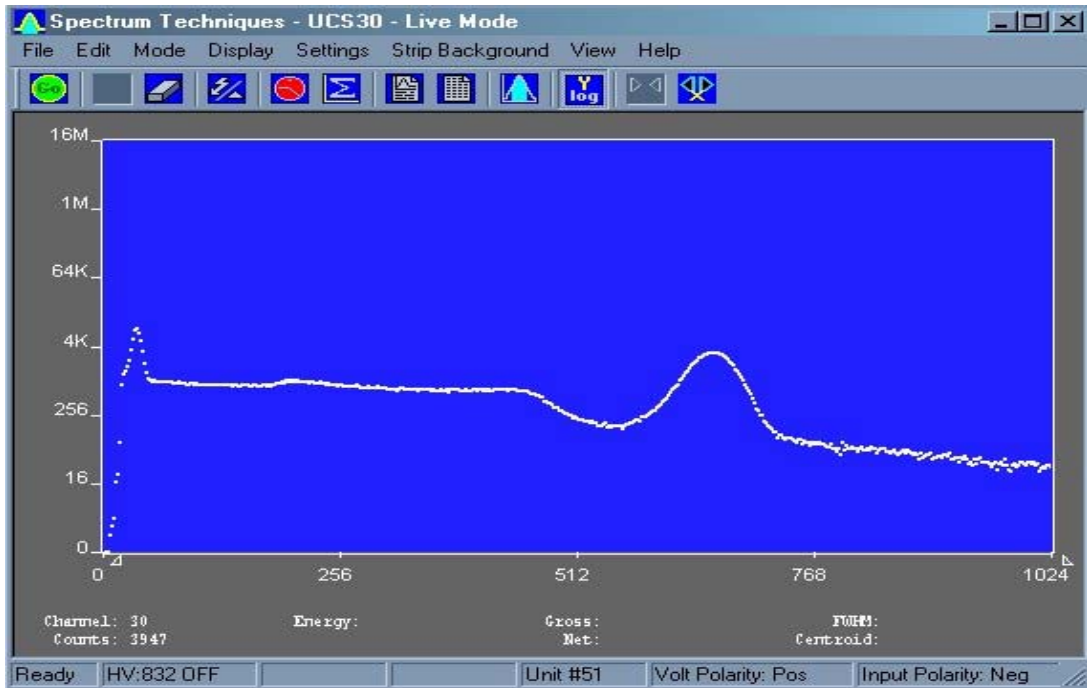 Spectrum Techniques - UCS30 - Live Mode
File Edit Mode Display Settings Strip Background View Help
Go Y log
16M
1M
64K
4K
256
16
0
0 256 512 768 1024
Channel: 30 Energy: Gross: FWHM:
Counts: 3947 Net: Centroid:
Ready HV:832 OFF Unit #51 Volt Polarity: Pos Input Polarity: Neg